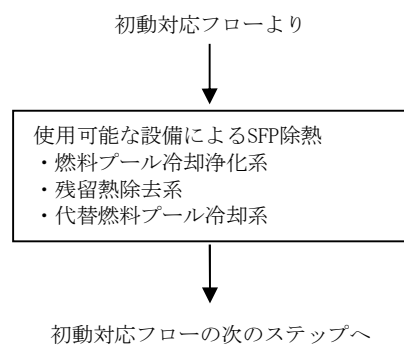 初動対応フローより
使用可能な設備によるSFP除熱
・燃料プール冷却浄化系
・残留熱除去系
・代替燃料プール冷却系
初動対応フローの次のステップへ